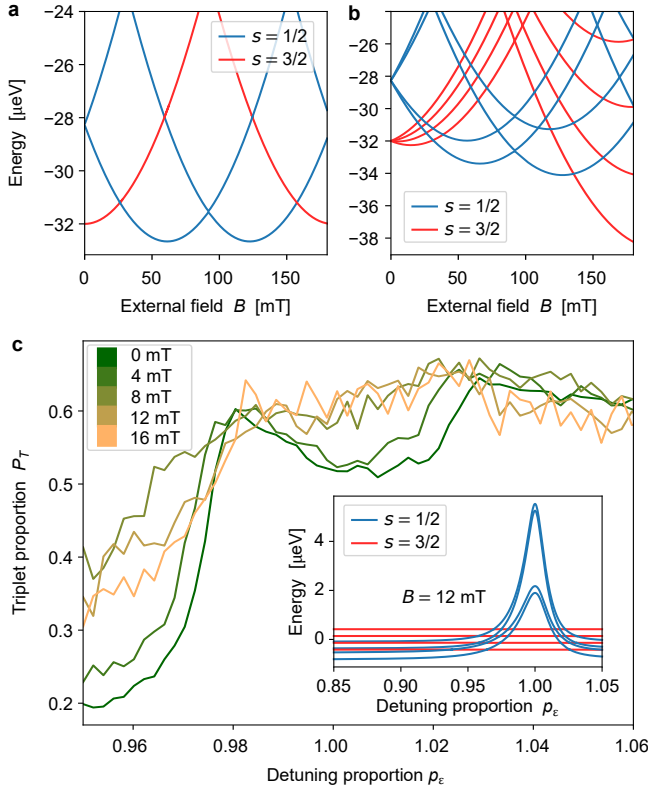 a
−24
−26
−28
−30
−32
Energy [µeV]
0
50
100
150
External field B [mT]
s = 1/2
s = 3/2
b
−24
−26
−28
−30
−32
−34
−36
−38
0
50
100
150
External field B [mT]
s = 1/2
s = 3/2
c
0 mT
4 mT
8 mT
12 mT
16 mT
0.6
0.5
0.4
0.3
0.2
Triplet proportion P_T
0.96
0.98
1.00
1.02
1.04
1.06
Detuning proportion p_ε
s = 1/2
s = 3/2
B = 12 mT
4
2
0
Energy [µeV]
0.85
0.90
0.95
1.00
1.05
Detuning proportion p_ε